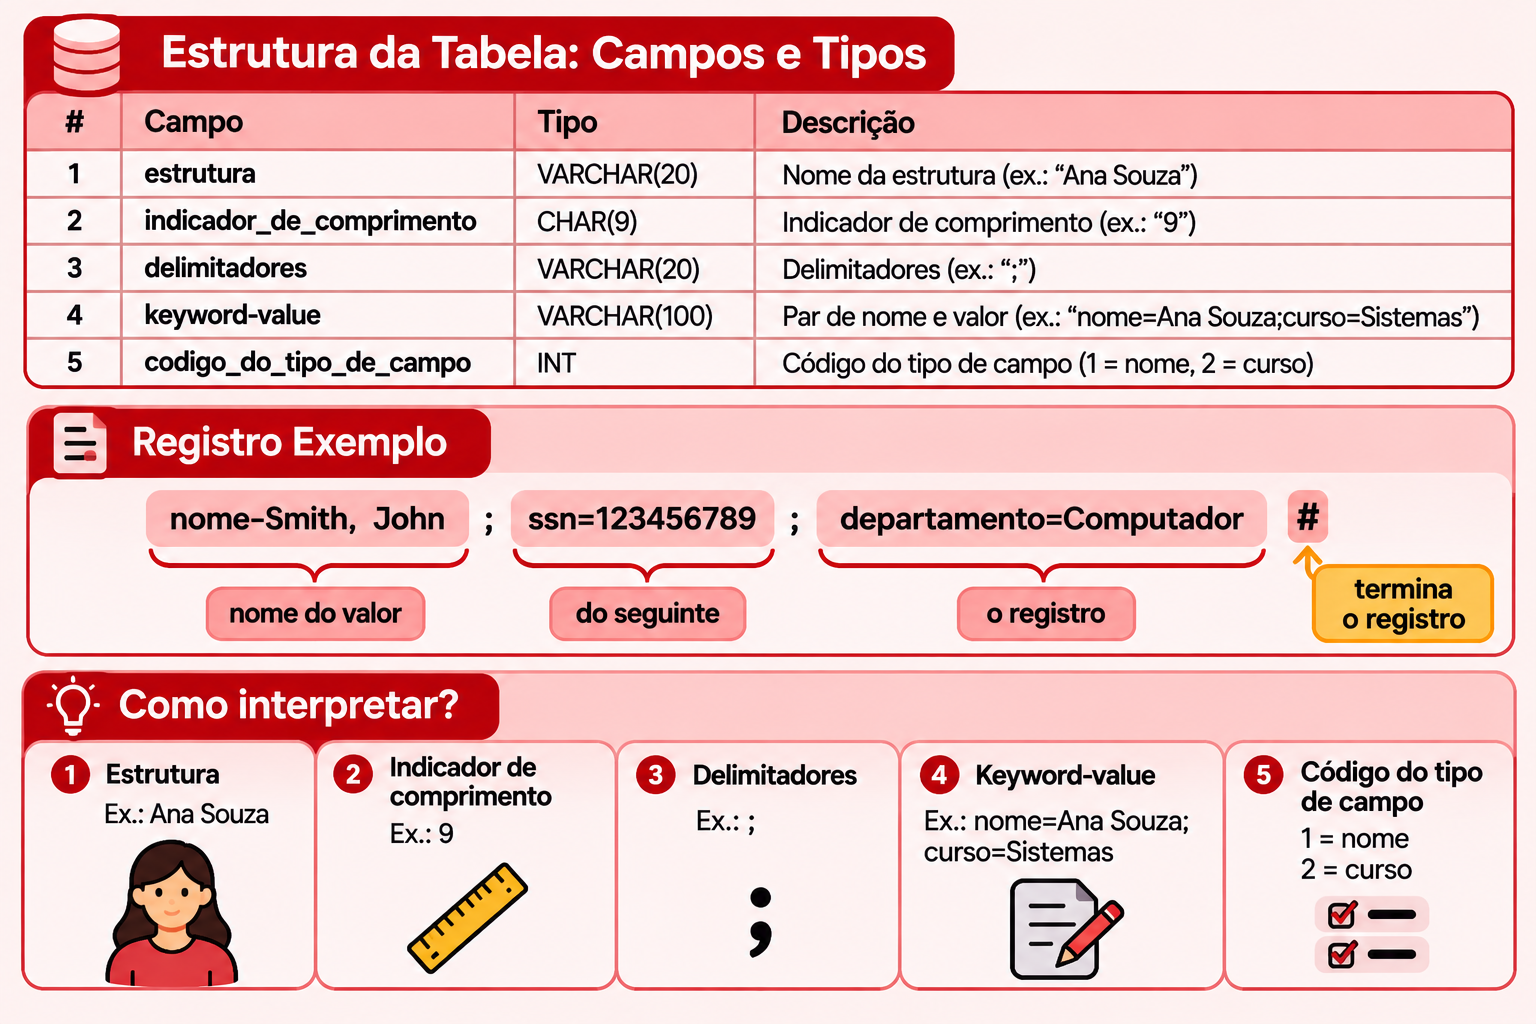 Estrutura da Tabela: Campos e Tipos
# Campo Tipo Descrição
1 estrutura VARCHAR(20) Nome da estrutura (ex.: “Ana Souza”)
2 indicador_de_comprimento CHAR(9) Indicador de comprimento (ex.: “9”)
3 delimitadores VARCHAR(20) Delimitadores (ex.: “;”)
4 keyword-value VARCHAR(100) Par de nome e valor (ex.: “nome=Ana Souza;curso=Sistemas”)
5 codigo_do_tipo_de_campo INT Código do tipo de campo (1 = nome, 2 = curso)
Registro Exemplo
nome-Smith, John ; ssn=123456789 ; departamento=Computador #
nome do valor do seguinte o registro
termina
o registro
Como interpretar?
1 Estrutura
Ex.: Ana Souza
2 Indicador de
comprimento
Ex.: 9
3 Delimitadores
Ex.: ;
;
4 Keyword-value
Ex.: nome=Ana Souza;
curso=Sistemas
5 Código do tipo
de campo
1 = nome
2 = curso